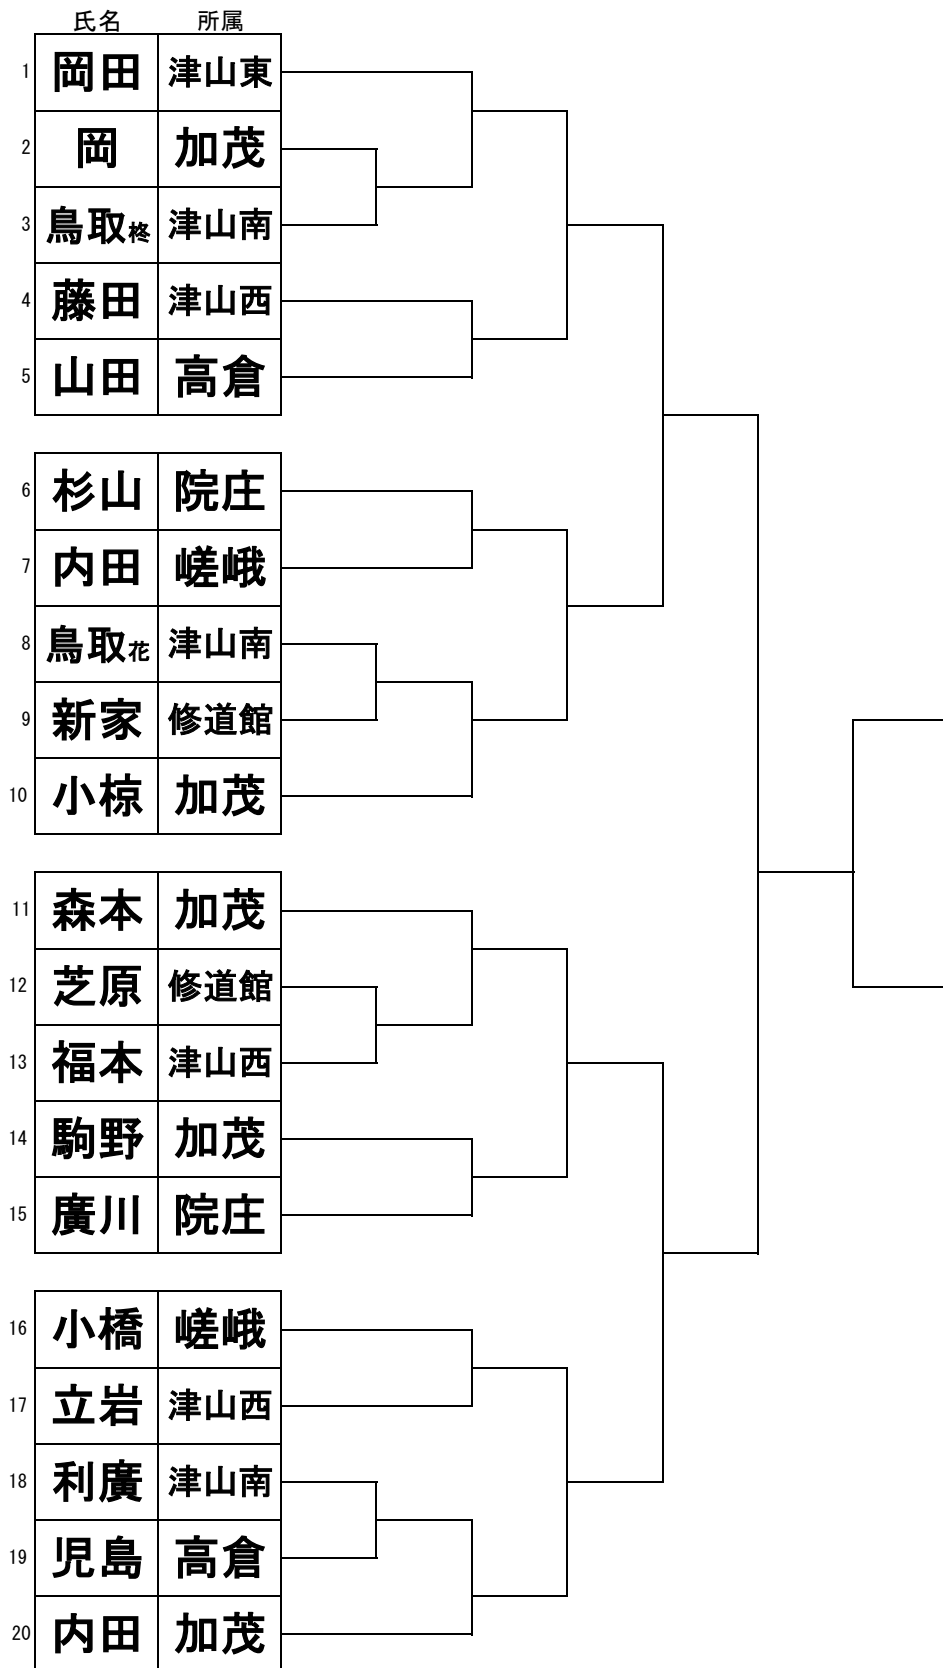 氏名 所属
1 岡田 津山東
2 岡 加茂
3 鳥取柊 津山南
4 藤田 津山西
5 山田 高倉
6 杉山 院庄
7 内田 嵯峨
8 鳥取花 津山南
9 新家 修道館
10 小椋 加茂
11 森本 加茂
12 芝原 修道館
13 福本 津山西
14 駒野 加茂
15 廣川 院庄
16 小橋 嵯峨
17 立岩 津山西
18 利廣 津山南
19 児島 高倉
20 内田 加茂